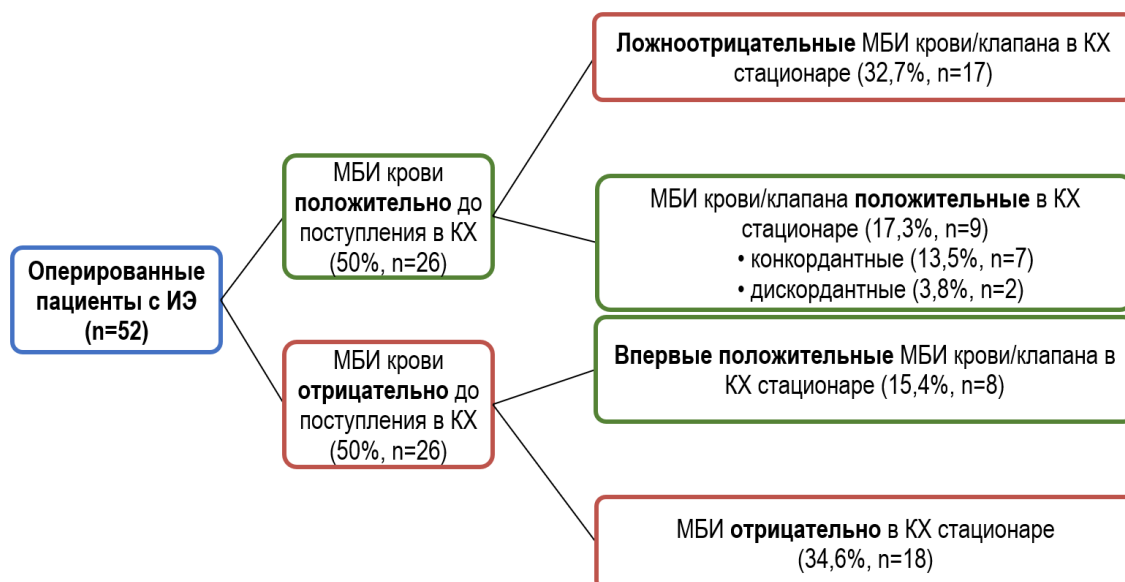 Оперированные
пациенты с ИЭ
(n=52)
МБИ крови
положительно до
поступления в КХ
(50%, n=26)
МБИ крови
отрицательно до
поступления в КХ
(50%, n=26)
Ложноотрицательные МБИ крови/клапана в КХ
стационаре (32,7%, n=17)
МБИ крови/клапана положительные в КХ
стационаре (17,3%, n=9)
• конкордантные (13,5%, n=7)
• дискордантные (3,8%, n=2)
Впервые положительные МБИ крови/клапана в
КХ стационаре (15,4%, n=8)
МБИ отрицательно в КХ стационаре
(34,6%, n=18)